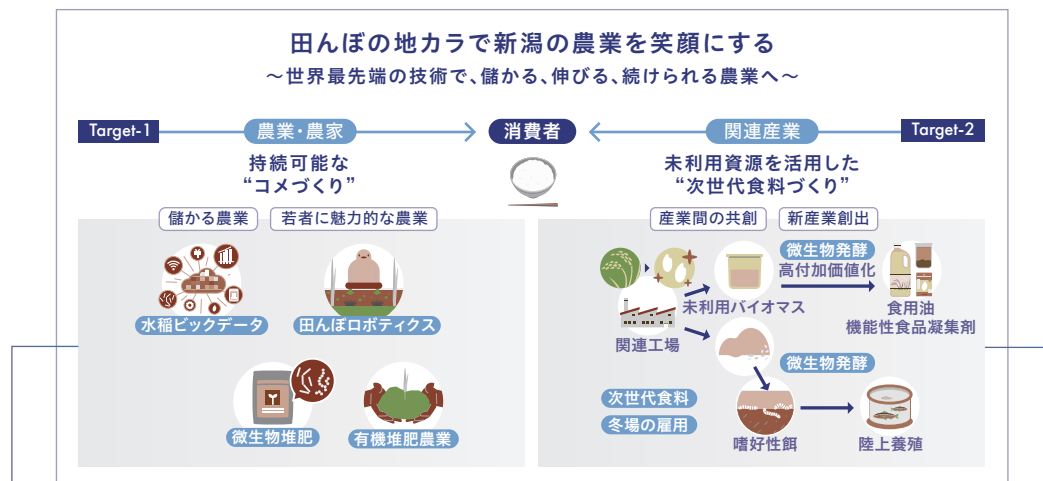 田んぼの地カラで新潟の農業を笑顔にする
～世界最先端の技術で、儲かる、伸びる、続けられる農業へ～
Target-1
農業・農家
消費者
関連産業
Target-2
持続可能な
“コメづくり”
未利用資源を活用した
“次世代食料づくり”
儲かる農業
若者に魅力的な農業
産業間の共創
新産業創出
水稲ビックデータ
田んぼロボティクス
微生物堆肥
有機堆肥農業
微生物発酵
高付加価値化
未利用バイオマス
食用油
機能性食品凝集剤
関連工場
微生物発酵
次世代食料
冬場の雇用
嗜好性餌
陸上養殖